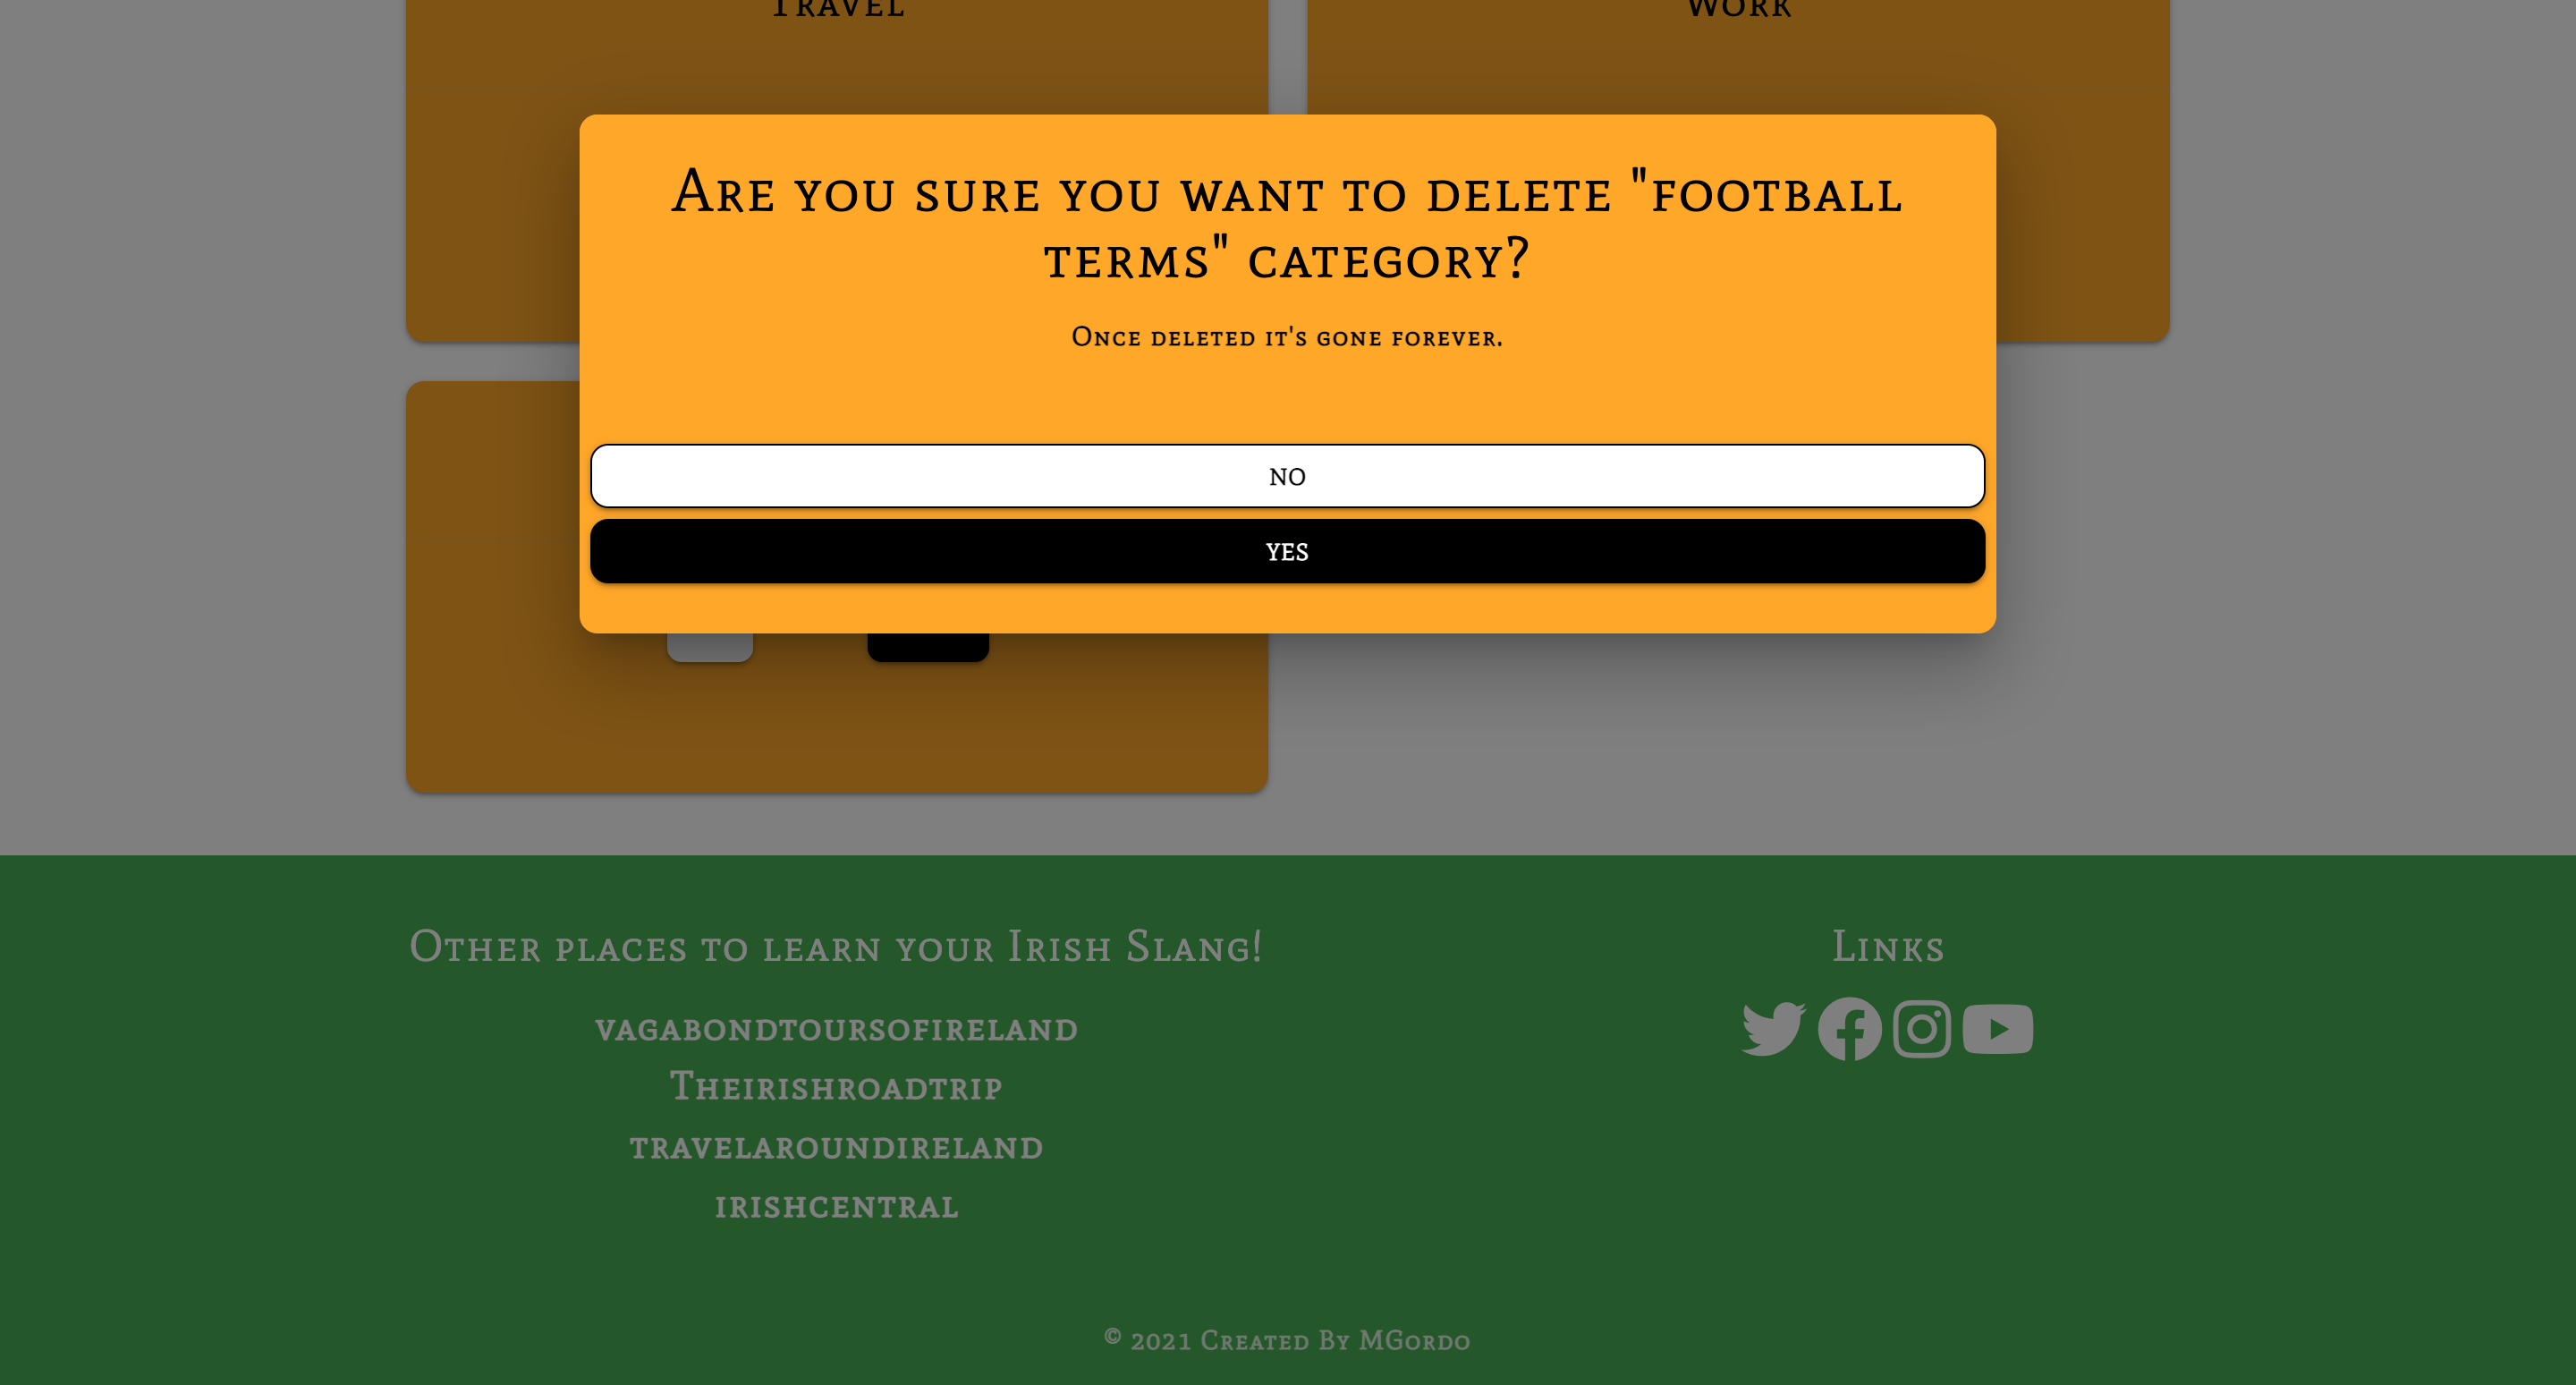 Travel
Work
Are you sure you want to delete "football
terms" category?
Once deleted it's gone forever.
NO
YES
Other places to learn your Irish Slang!
Links
vagabondtoursofireland
Theirishroadtrip
travelaroundireland
irishcentral
© 2021 Created By MGordo